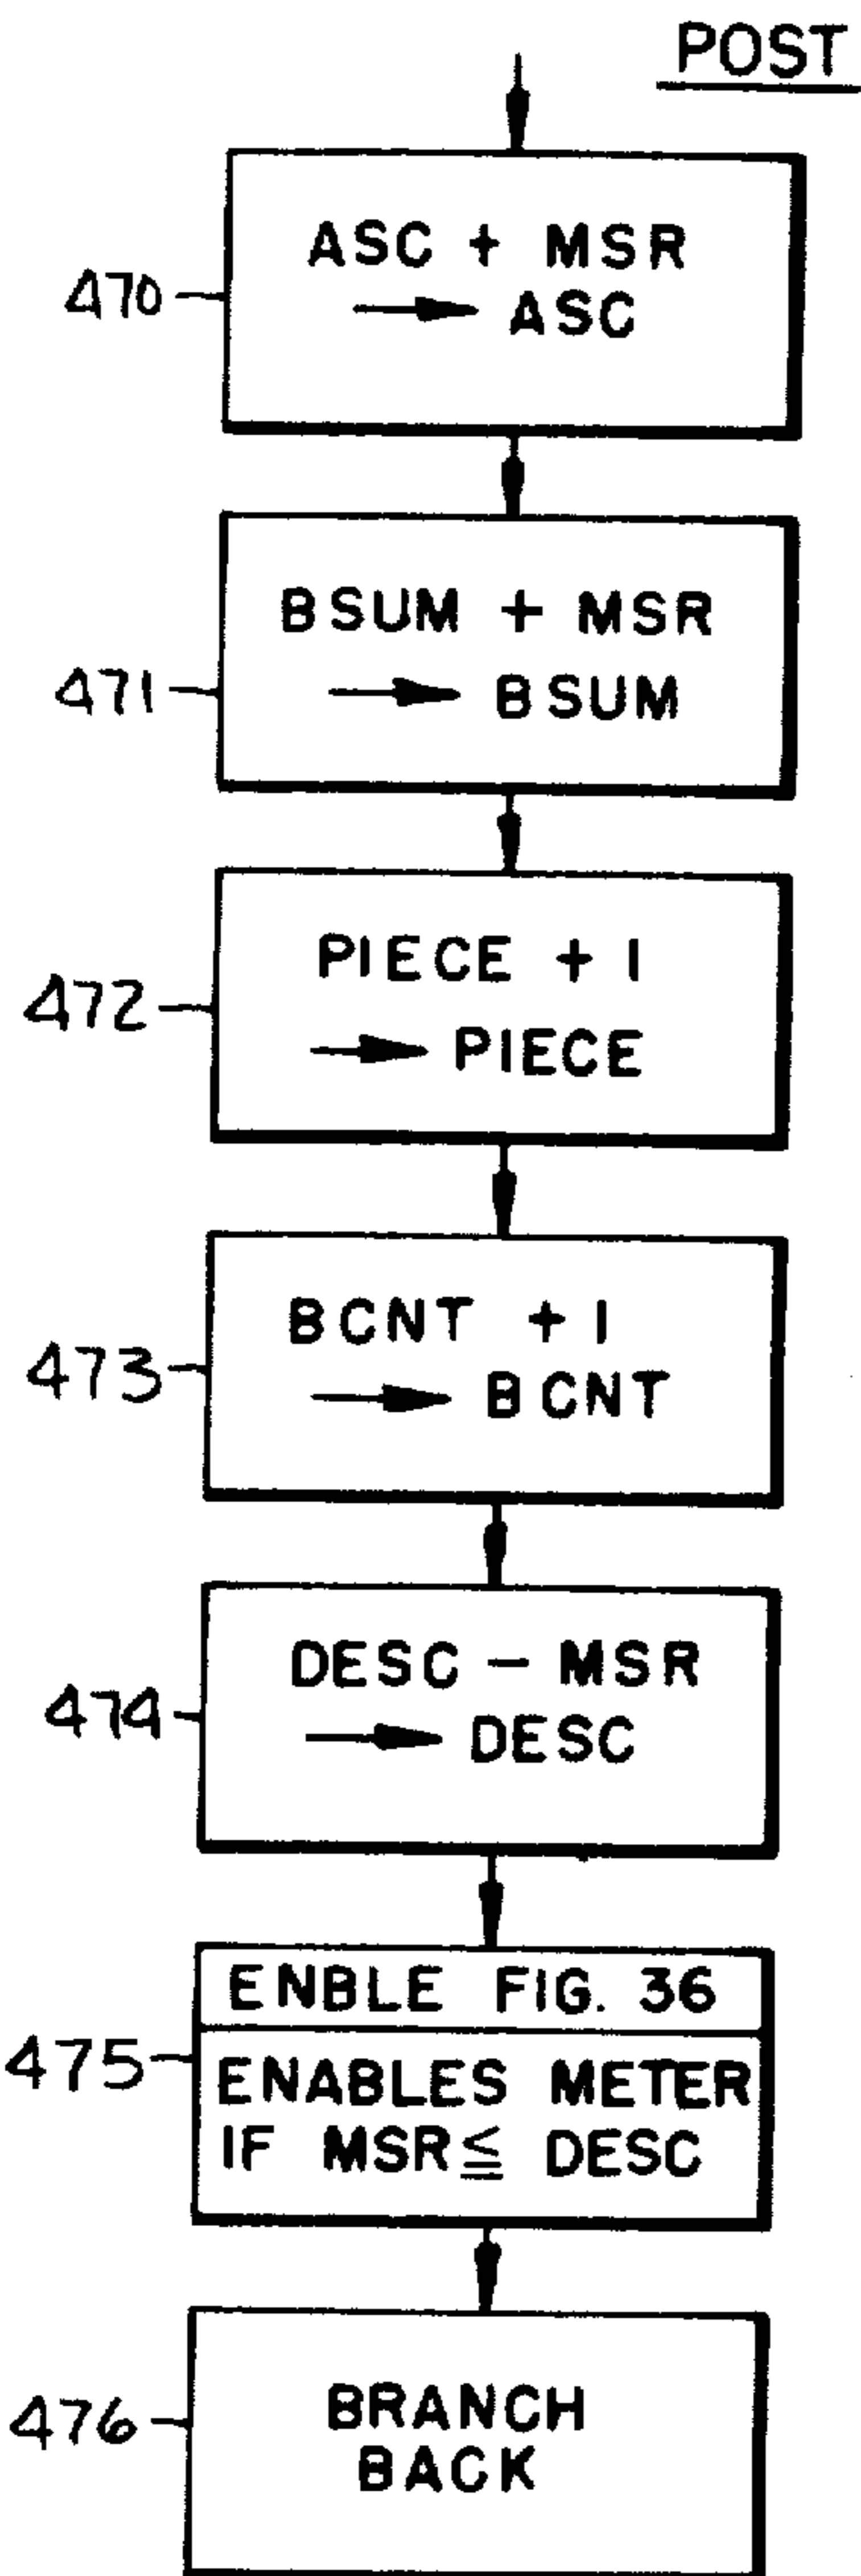 POST
470
ASC + MSR
→ ASC
471
BSUM + MSR
→ BSUM
472
PIECE + 1
→ PIECE
473
BCNT + 1
→ BCNT
474
DESC - MSR
→ DESC
475
ENBLE FIG. 36
ENABLES METER
IF MSR ≦ DESC
476
BRANCH
BACK